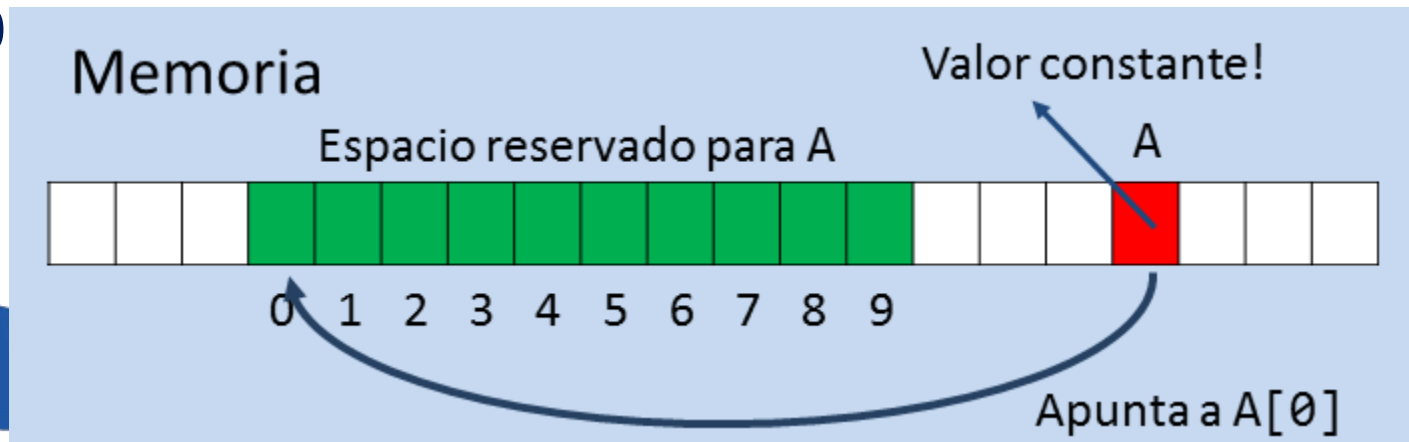 )
Memoria
Valor constante!
Espacio reservado para A
A
0 1 2 3 4 5 6 7 8 9
Apunta a A[0]